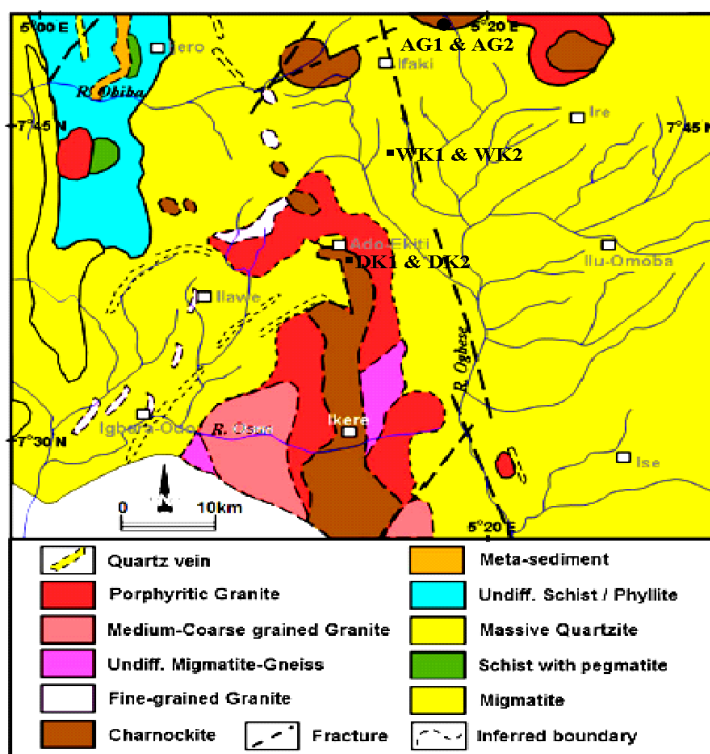 5°00 E
5°20 E
AG1 & AG2
Ijero
Ifaki
R. Obiba
7°45 N
7°45 N
Ire
WK1 & WK2
Ado-Ekiti
Ilu-Omoba
DK1 & DK2
Ilawe
R. Ogbese
Igbara-Odo
R.
Ikere
7°30 N
Ise
0 10km
5°20 E
Quartz vein
Meta-sediment
Porphyritic Granite
Undiff. Schist / Phyllite
Medium-Coarse grained Granite
Massive Quartzite
Undiff. Migmatite-Gneiss
Schist with pegmatite
Fine-grained Granite
Migmatite
Charnockite
Fracture
Inferred boundary